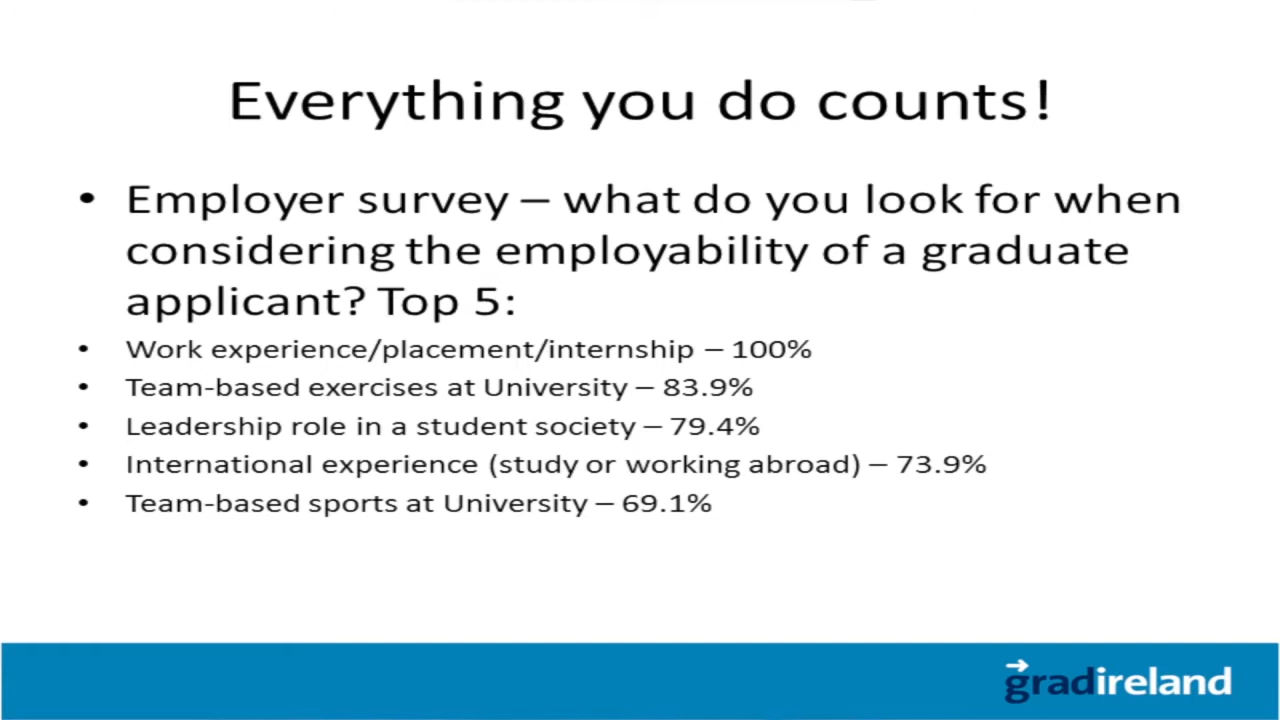 Everything you do counts!
• Employer survey – what do you look for when
considering the employability of a graduate
applicant? Top 5:
• Work experience/placement/internship – 100%
• Team-based exercises at University – 83.9%
• Leadership role in a student society – 79.4%
• International experience (study or working abroad) – 73.9%
• Team-based sports at University – 69.1%
gradireland